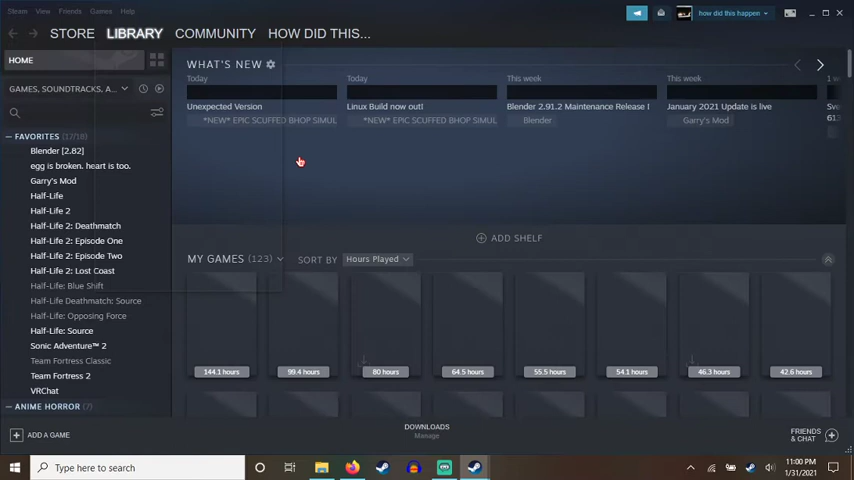 Steam View Friends Games Help
how did this happen
STORE LIBRARY COMMUNITY HOW DID THIS...
HOME
WHAT'S NEW
GAMES, SOUNDTRACKS, A...
Today
Today
This week
This week
Unexpected Version
Linux Build now out!
Blender 2.91.2 Maintenance Release !
January 2021 Update is live
*NEW* EPIC SCUFFED BHOP SIMUL
*NEW* EPIC SCUFFED BHOP SIMUL
Blender
Garry's Mod
FAVORITES (17/18)
Blender [2.82]
egg is broken. heart is too.
Garry's Mod
Half-Life
Half-Life 2
Half-Life 2: Deathmatch
Half-Life 2: Episode One
Half-Life 2: Episode Two
Half-Life 2: Lost Coast
Half-Life: Blue Shift
Half-Life Deathmatch: Source
Half-Life: Opposing Force
Half-Life: Source
Sonic Adventure™ 2
Team Fortress Classic
Team Fortress 2
VRChat
ANIME HORROR (7)
ADD SHELF
MY GAMES (123)
SORT BY Hours Played
144.1 hours
99.4 hours
80 hours
64.5 hours
55.5 hours
54.1 hours
46.3 hours
42.6 hours
ADD A GAME
DOWNLOADS
Manage
FRIENDS
& CHAT
Type here to search
11:00 PM
1/31/2021